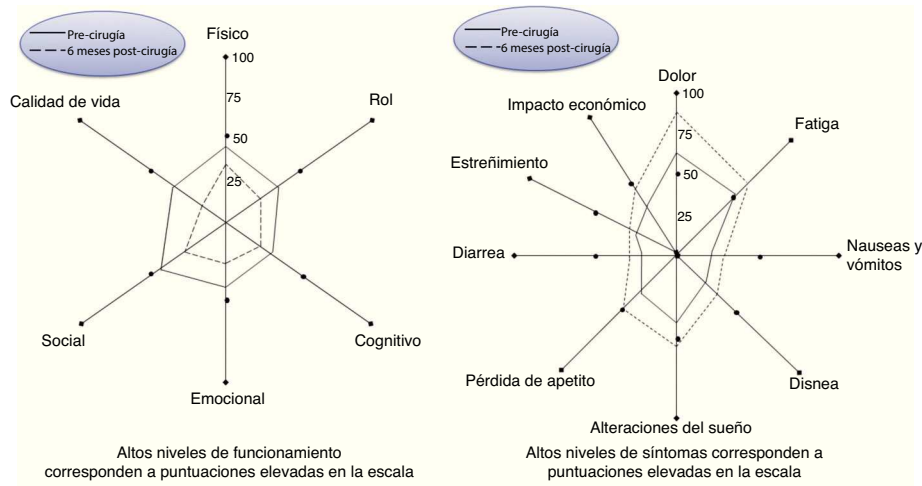 Pre-cirugía
6 meses post-cirugía
Físico
100
75
50
25
Calidad de vida
Rol
Social
Cognitivo
Emocional
Altos niveles de funcionamiento
corresponden a puntuaciones elevadas en la escala
Pre-cirugía
6 meses post-cirugía
Dolor
100
75
50
25
Impacto económico
Fatiga
Estreñimiento
Diarrea
Nauseas y
vómitos
Pérdida de apetito
Disnea
Alteraciones del sueño
Altos niveles de síntomas corresponden a
puntuaciones elevadas en la escala